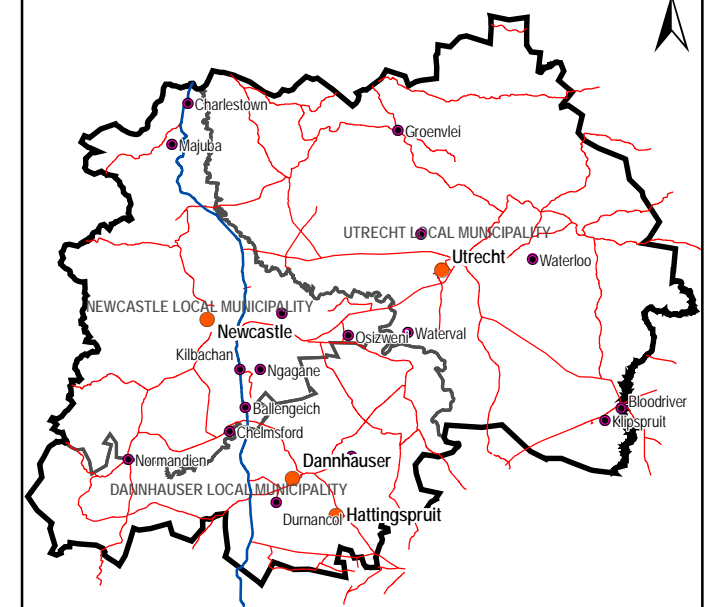 Charlestown
Groenvlei
Majuba
UTRECHT LOCAL MUNICIPALITY
Utrecht
Waterloo
NEWCASTLE LOCAL MUNICIPALITY
Newcastle
Osizweni
Waterval
Kilbachan
Ngagane
Ballengeich
Bloodriver
Klipspruit
Chelmsford
Normandien
Dannhauser
DANNHAUSER LOCAL MUNICIPALITY
Durnancol
Hattingspruit